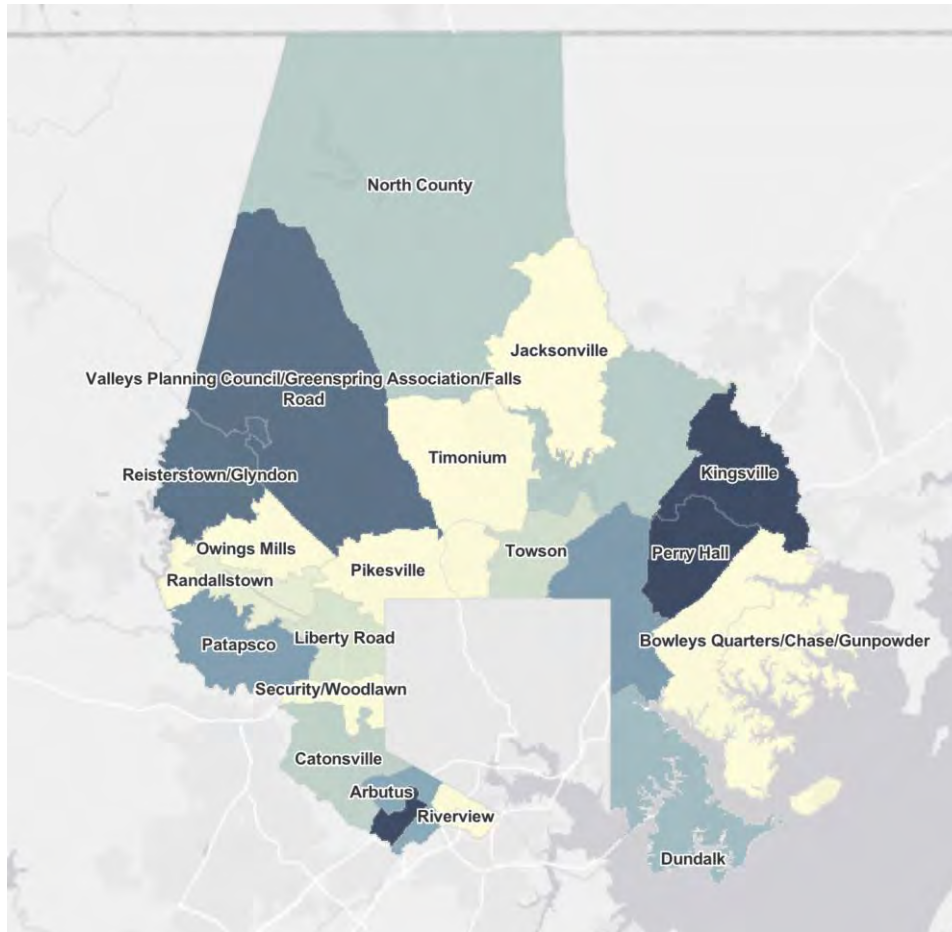 North County
Jacksonville
Valleys Planning Council/Greenspring Association/Falls
Road
Timonium
Reisterstown/Glyndon
Kingsville
Owings Mills
Towson
Perry Hall
Pikesville
Randallstown
Liberty Road
Patapsco
Bowleys Quarters/Chase/Gunpowder
Security/Woodlawn
Catonsville
Arbutus
Riverview
Dundalk